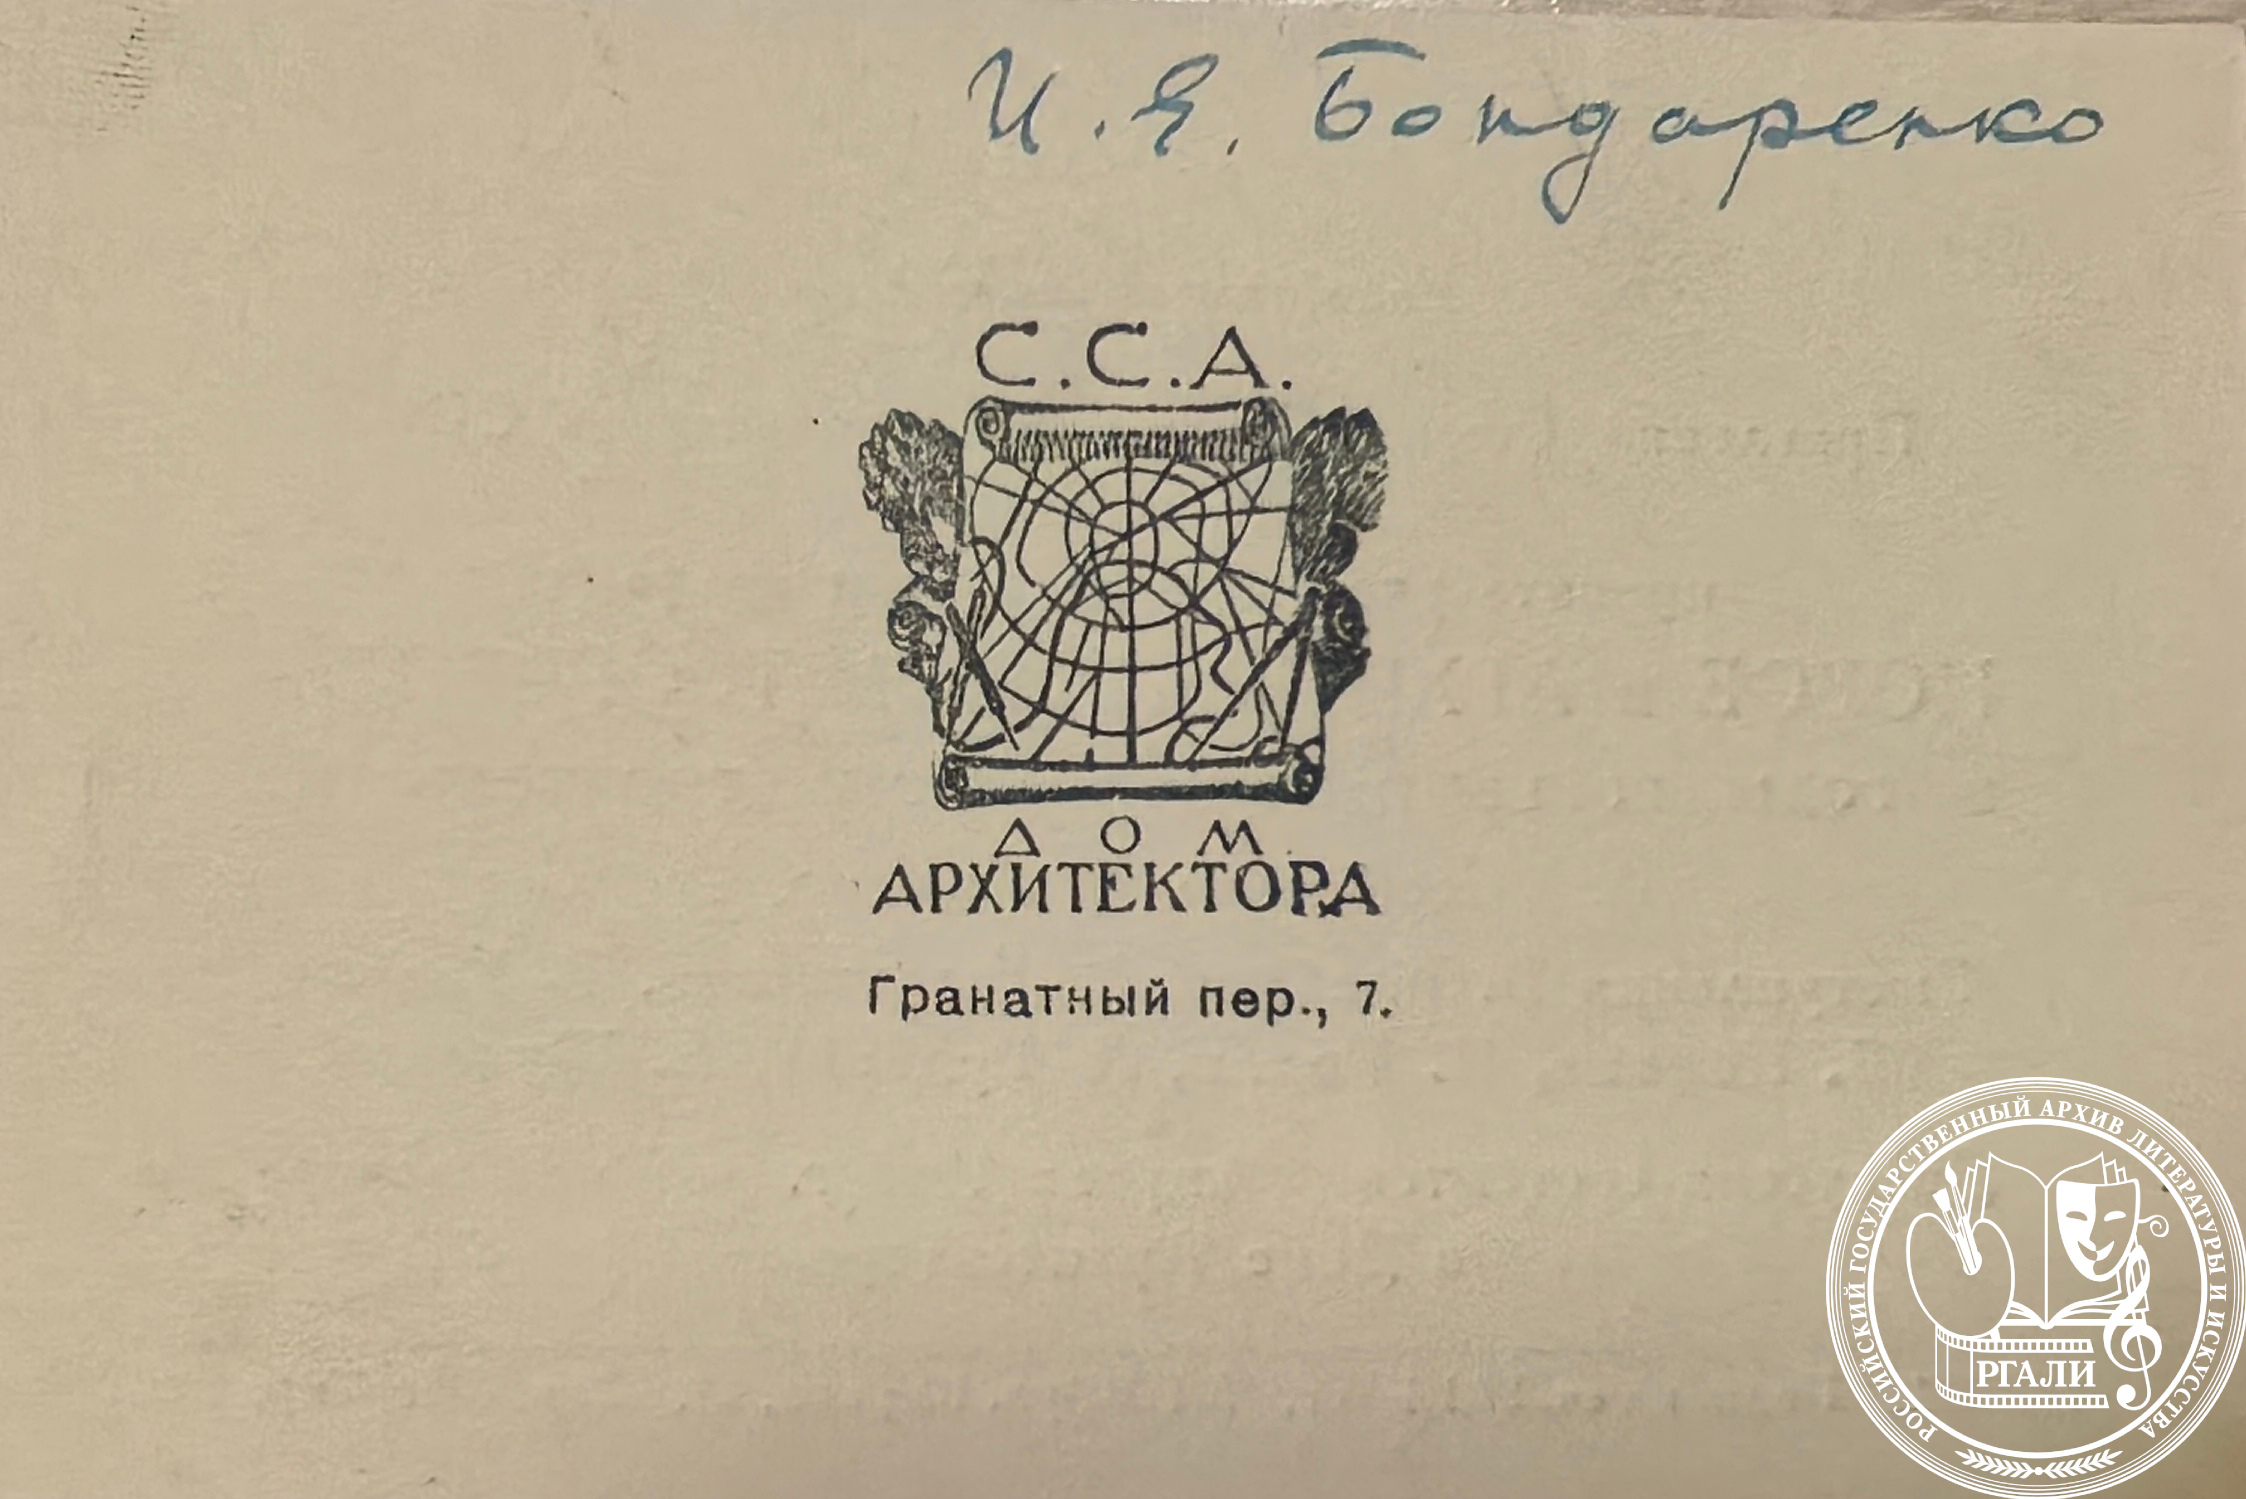 И. Е. Бондаренко
С.С.А.
ДОМ
АРХИТЕКТОРА
Гранатный пер., 7.
РОССИЙСКИЙ ГОСУДАРСТВЕННЫЙ АРХИВ ЛИТЕРАТУРЫ И ИСКУССТВА
РГАЛИ